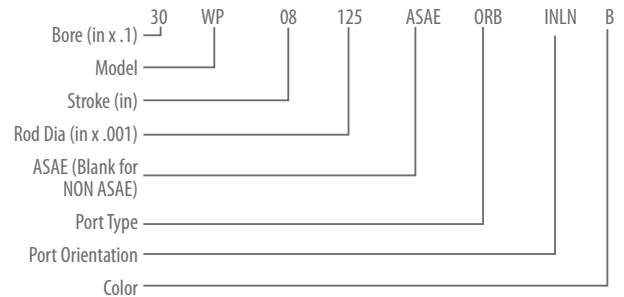 30 WP 08 125 ASAE ORB INLN B
Bore (in x .1)
Model
Stroke (in)
Rod Dia (in x .001)
ASAE (Blank for
NON ASAE)
Port Type
Port Orientation
Color